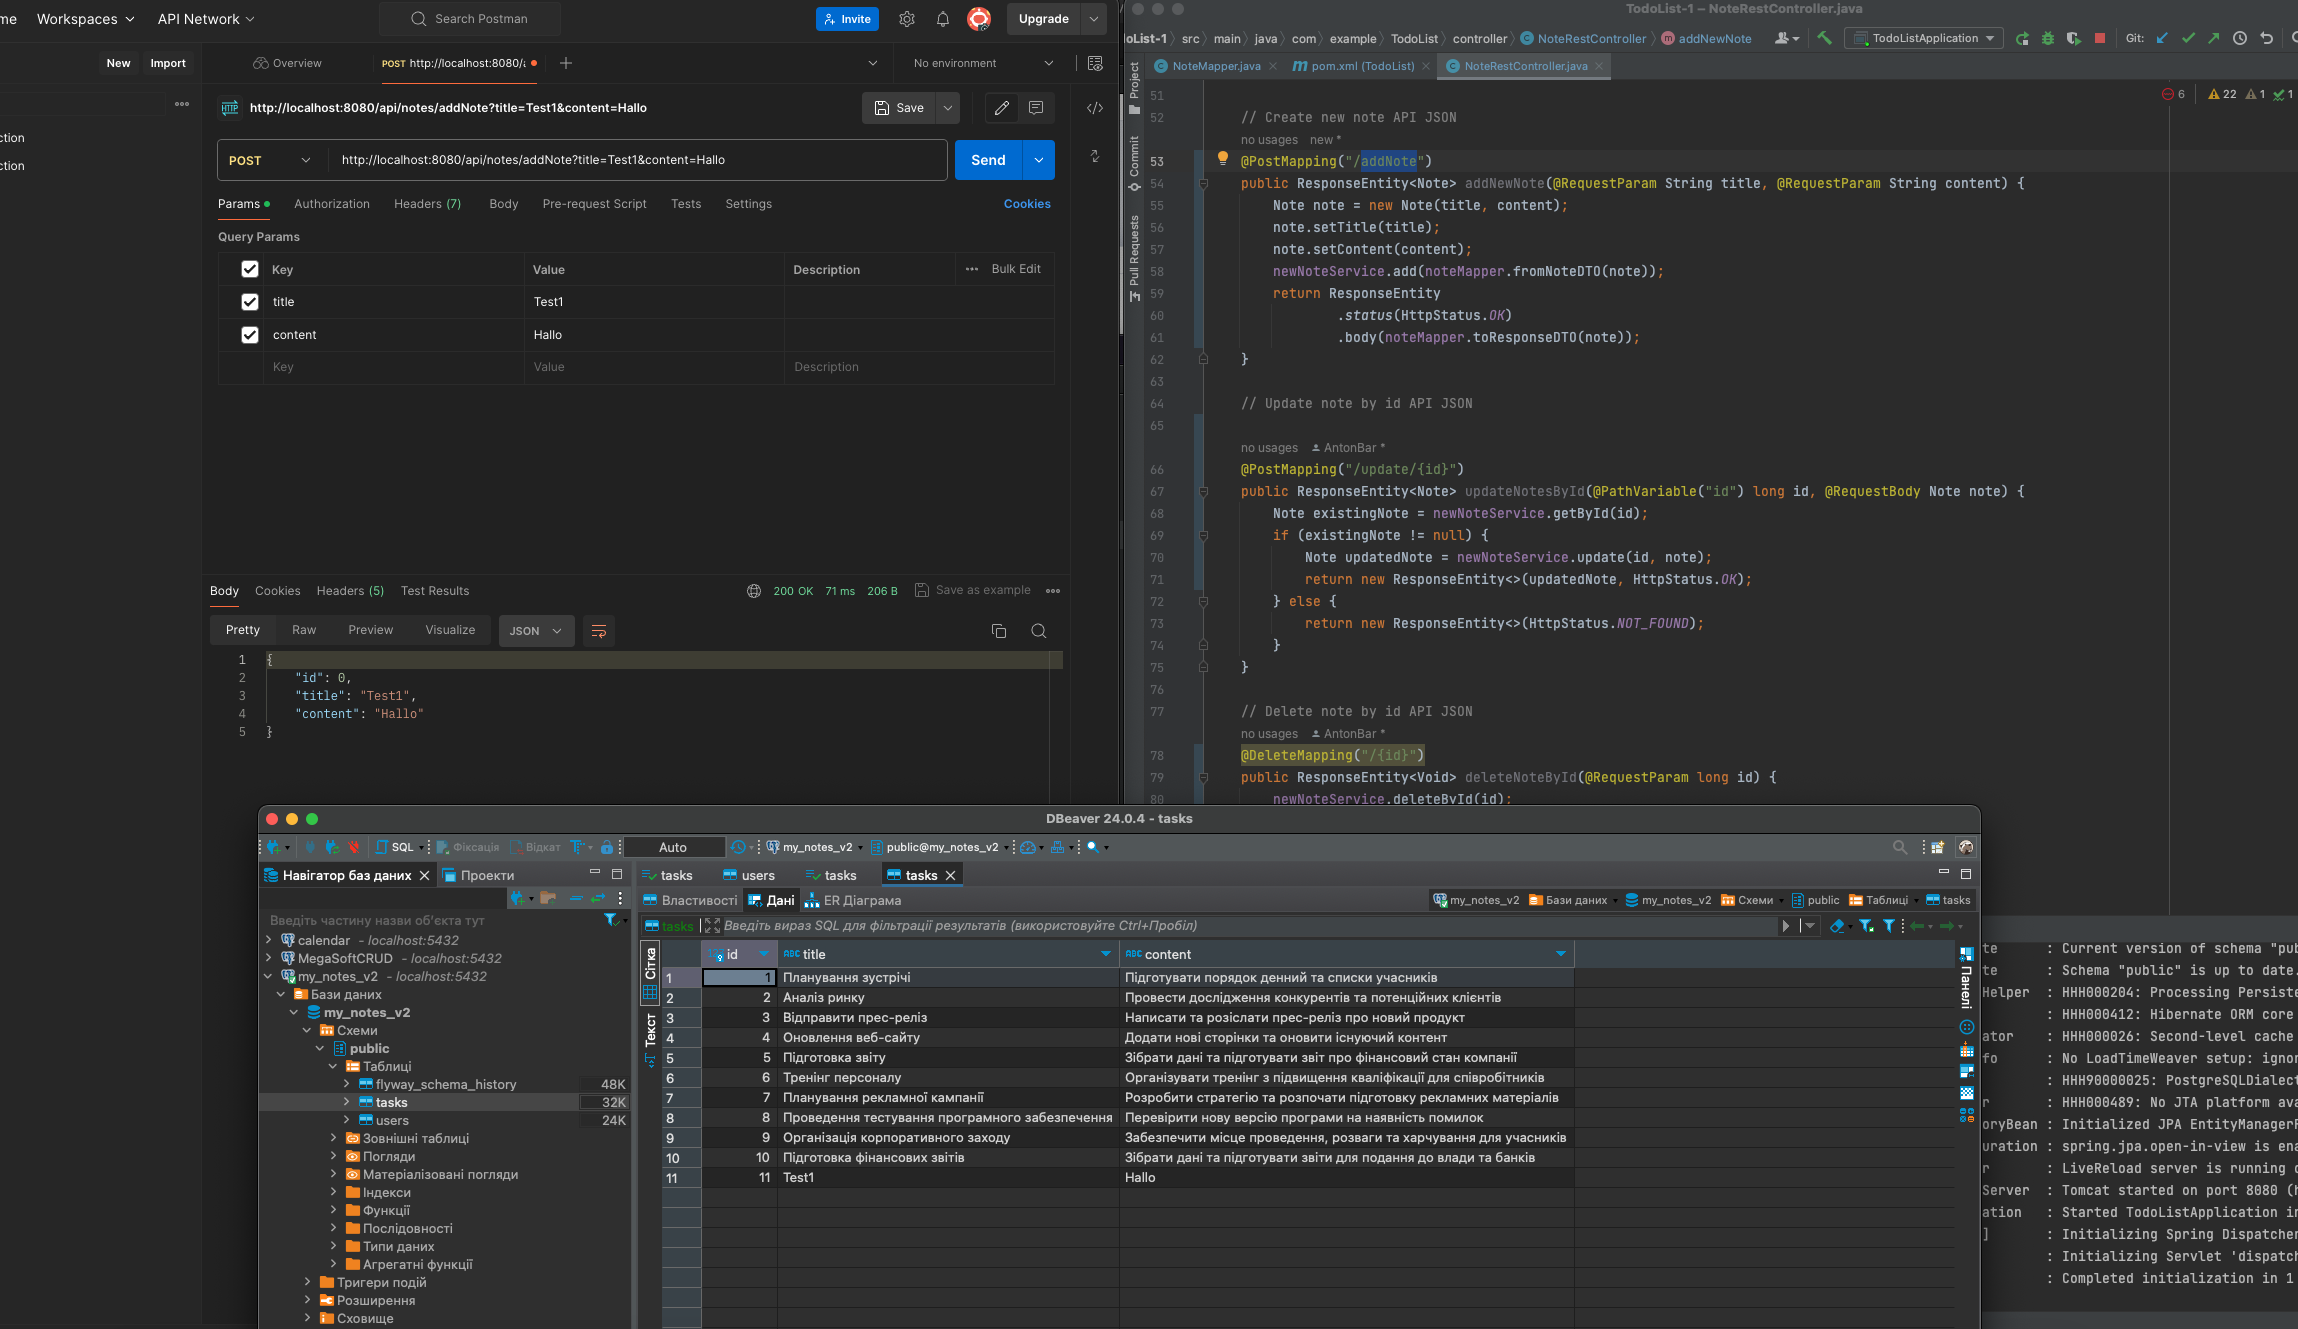 me Workspaces API Network Search Postman Invite Upgrade
New Import Overview POST http://localhost:8080/a No environment
HTTP http://localhost:8080/api/notes/addNote?title=Test1&content=Hallo Save
ction
ction
POST http://localhost:8080/api/notes/addNote?title=Test1&content=Hallo Send
Params Authorization Headers (7) Body Pre-request Script Tests Settings Cookies
Query Params
Key Value Description Bulk Edit
title Test1
content Hallo
Key Value Description
Body Cookies Headers (5) Test Results 200 OK 71 ms 206 B Save as example
Pretty Raw Preview Visualize JSON
1 {
2 "id": 0,
3 "title": "Test1",
4 "content": "Hallo"
5 }
TodoList-1 – NoteRestController.java
doList-1 src main java com example TodoList controller NoteRestController addNewNote TodoListApplication Git:
NoteMapper.java pom.xml (TodoList) NoteRestController.java
Project
Commit
Pull Requests
6 22 1 1
51
52 // Create new note API JSON
no usages new *
53 @PostMapping("/addNote")
54 public ResponseEntity<Note> addNewNote(@RequestParam String title, @RequestParam String content) {
55 Note note = new Note(title, content);
56 note.setTitle(title);
57 note.setContent(content);
58 newNoteService.add(noteMapper.fromNoteDTO(note));
59 return ResponseEntity
60 .status(HttpStatus.OK)
61 .body(noteMapper.toResponseDTO(note));
62 }
63
64 // Update note by id API JSON
65
no usages AntonBar *
66 @PostMapping("/update/{id}")
67 public ResponseEntity<Note> updateNotesById(@PathVariable("id") long id, @RequestBody Note note) {
68 Note existingNote = newNoteService.getById(id);
69 if (existingNote != null) {
70 Note updatedNote = newNoteService.update(id, note);
71 return new ResponseEntity<>(updatedNote, HttpStatus.OK);
72 } else {
73 return new ResponseEntity<>(HttpStatus.NOT_FOUND);
74 }
75 }
76
77 // Delete note by id API JSON
no usages AntonBar *
78 @DeleteMapping("/{id}")
79 public ResponseEntity<Void> deleteNoteById(@RequestParam long id) {
80 newNoteService.deleteById(id);
DBeaver 24.0.4 - tasks
SQL Фіксація Відкат Auto my_notes_v2 public@my_notes_v2
Навігатор баз даних Проекти
Введіть частину назви об'єкта тут
calendar - localhost:5432
MegaSoftCRUD - localhost:5432
my_notes_v2 - localhost:5432
Бази даних
my_notes_v2
Схеми
public
Таблиці
flyway_schema_history 48K
tasks 32K
users 24K
Зовнішні таблиці
Погляди
Матеріалізовані погляди
Індекси
Функції
Послідовності
Типи даних
Агрегатні функції
Тригери подій
Розширення
Сховище
tasks users tasks tasks
Властивості Дані ER Діаграма my_notes_v2 Бази даних my_notes_v2 Схеми public Таблиці tasks
tasks Введіть вираз SQL для фільтрації результатів (використовуйте Ctrl+Пробіл)
Сітка
Текст
Панелі
id ABC title ABC content
1 1 Планування зустрічі Підготувати порядок денний та списки учасників
2 2 Аналіз ринку Провести дослідження конкурентів та потенційних клієнтів
3 3 Відправити прес-реліз Написати та розіслати прес-реліз про новий продукт
4 4 Оновлення веб-сайту Додати нові сторінки та оновити існуючий контент
5 5 Підготовка звіту Зібрати дані та підготувати звіт про фінансовий стан компанії
6 6 Тренінг персоналу Організувати тренінг з підвищення кваліфікації для співробітників
7 7 Планування рекламної кампанії Розробити стратегію та розпочати підготовку рекламних матеріалів
8 8 Проведення тестування програмного забезпечення Перевірити нову версію програми на наявність помилок
9 9 Організація корпоративного заходу Забезпечити місце проведення, розваги та харчування для учасників
10 10 Підготовка фінансових звітів Зібрати дані та підготувати звіти для подання до влади та банків
11 11 Test1 Hallo
te : Current version of schema "pub
te : Schema "public" is up to date.
Helper : HHH000204: Processing Persiste
: HHH000412: Hibernate ORM core
ator : HHH000026: Second-level cache
fo : No LoadTimeWeaver setup: ignor
: HHH90000025: PostgreSQLDialect
r : HHH000489: No JTA platform ava
oryBean : Initialized JPA EntityManagerF
uration : spring.jpa.open-in-view is ena
r : LiveReload server is running o
Server : Tomcat started on port 8080 (h
ation : Started TodoListApplication in
] : Initializing Spring Dispatcher
: Initializing Servlet 'dispatch
: Completed initialization in 1